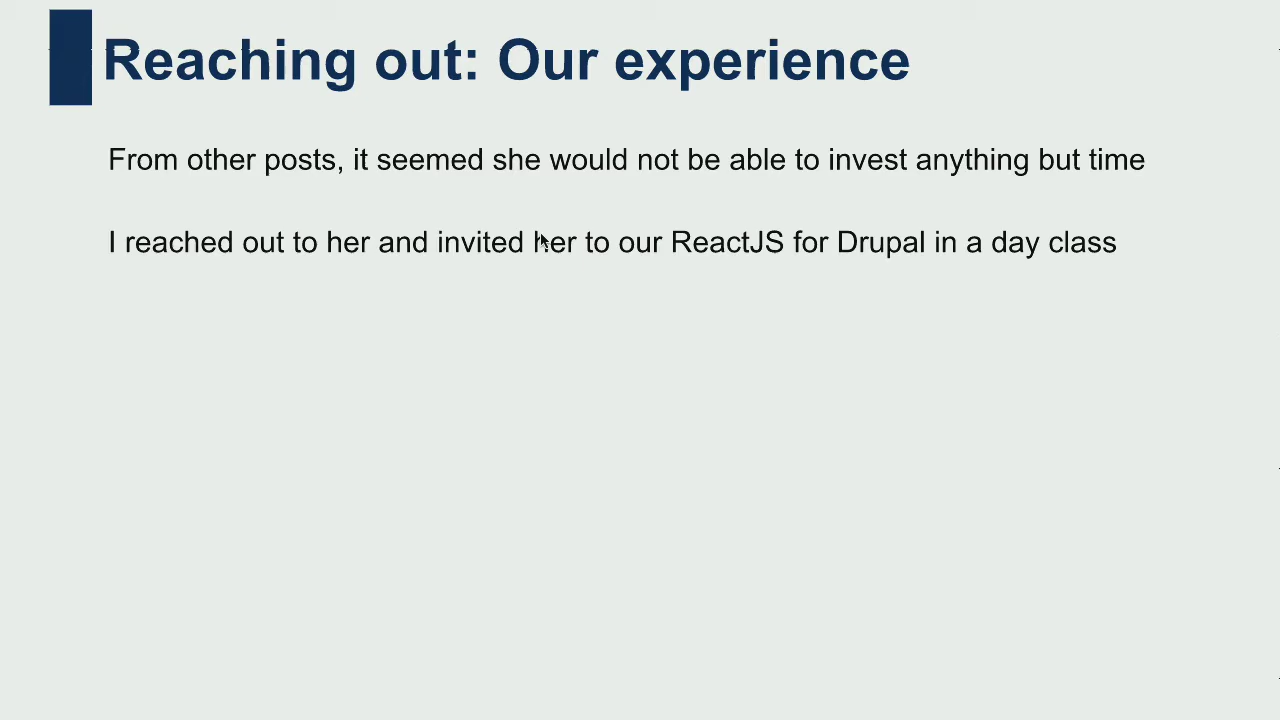 Reaching out: Our experience
From other posts, it seemed she would not be able to invest anything but time
I reached out to her and invited her to our ReactJS for Drupal in a day class